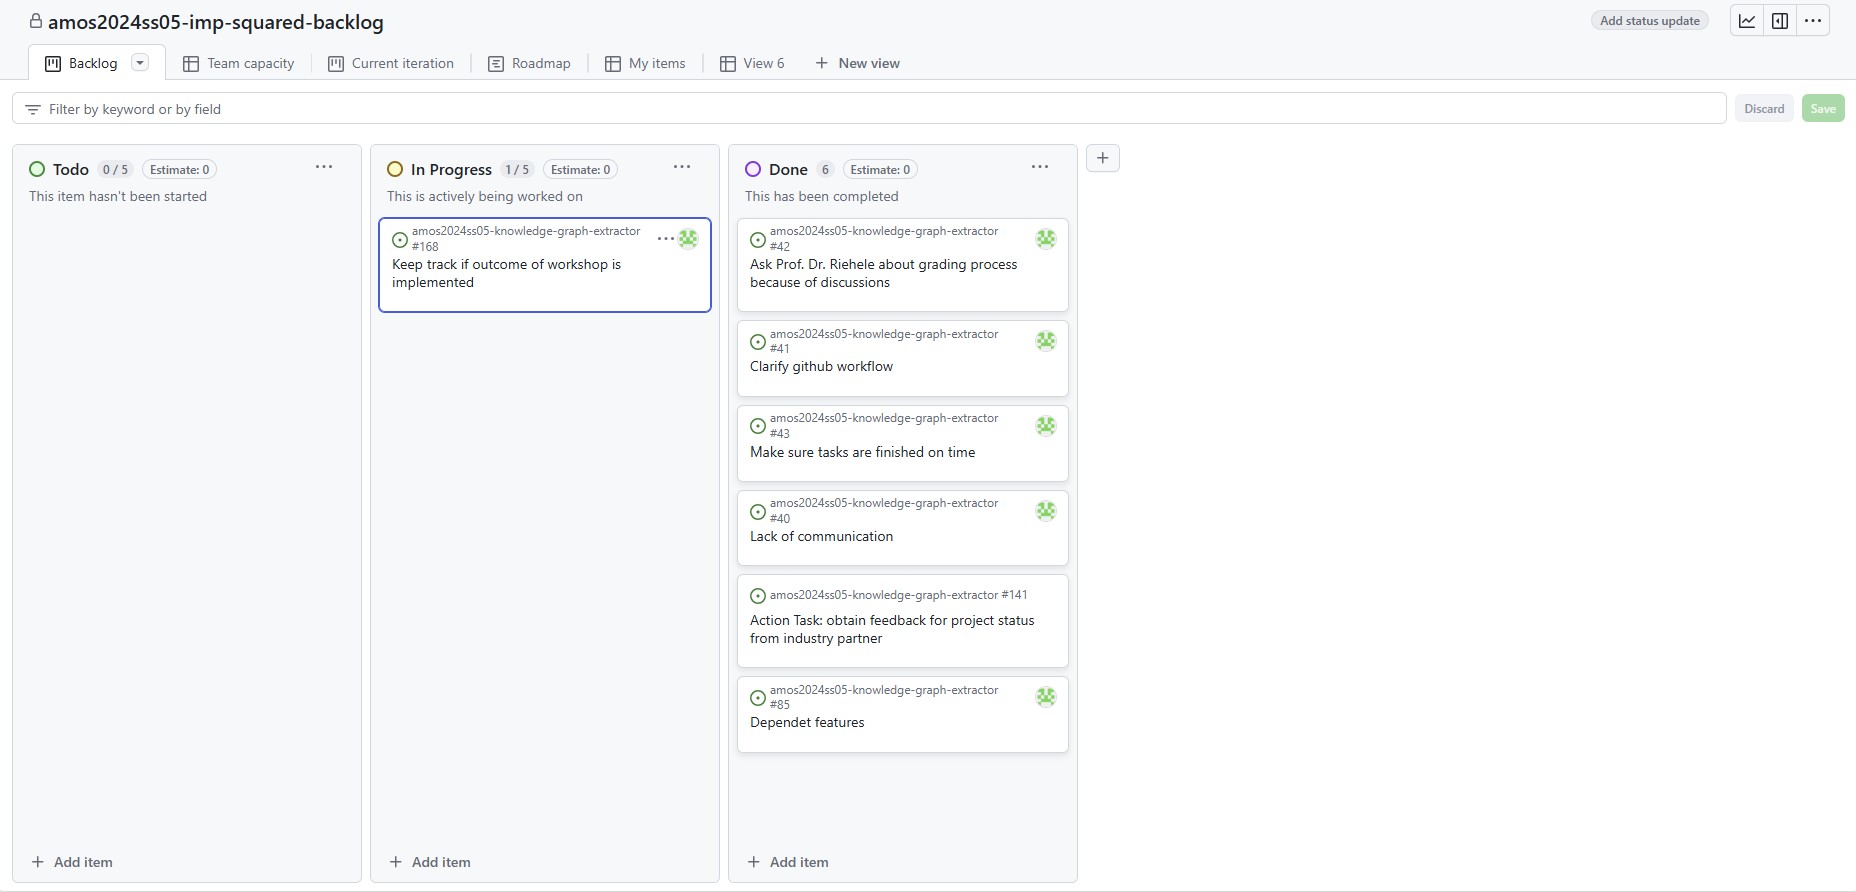 amos2024ss05-imp-squared-backlog
Add status update
Backlog
Team capacity
Current iteration
Roadmap
My items
View 6
New view
Filter by keyword or by field
Discard
Save
Todo 0 / 5 Estimate: 0
This item hasn't been started
Add item
In Progress 1 / 5 Estimate: 0
This is actively being worked on
amos2024ss05-knowledge-graph-extractor
#168
Keep track if outcome of workshop is
implemented
Add item
Done 6 Estimate: 0
This has been completed
amos2024ss05-knowledge-graph-extractor
#42
Ask Prof. Dr. Riehele about grading process
because of discussions
amos2024ss05-knowledge-graph-extractor
#41
Clarify github workflow
amos2024ss05-knowledge-graph-extractor
#43
Make sure tasks are finished on time
amos2024ss05-knowledge-graph-extractor
#40
Lack of communication
amos2024ss05-knowledge-graph-extractor #141
Action Task: obtain feedback for project status
from industry partner
amos2024ss05-knowledge-graph-extractor
#85
Dependet features
Add item